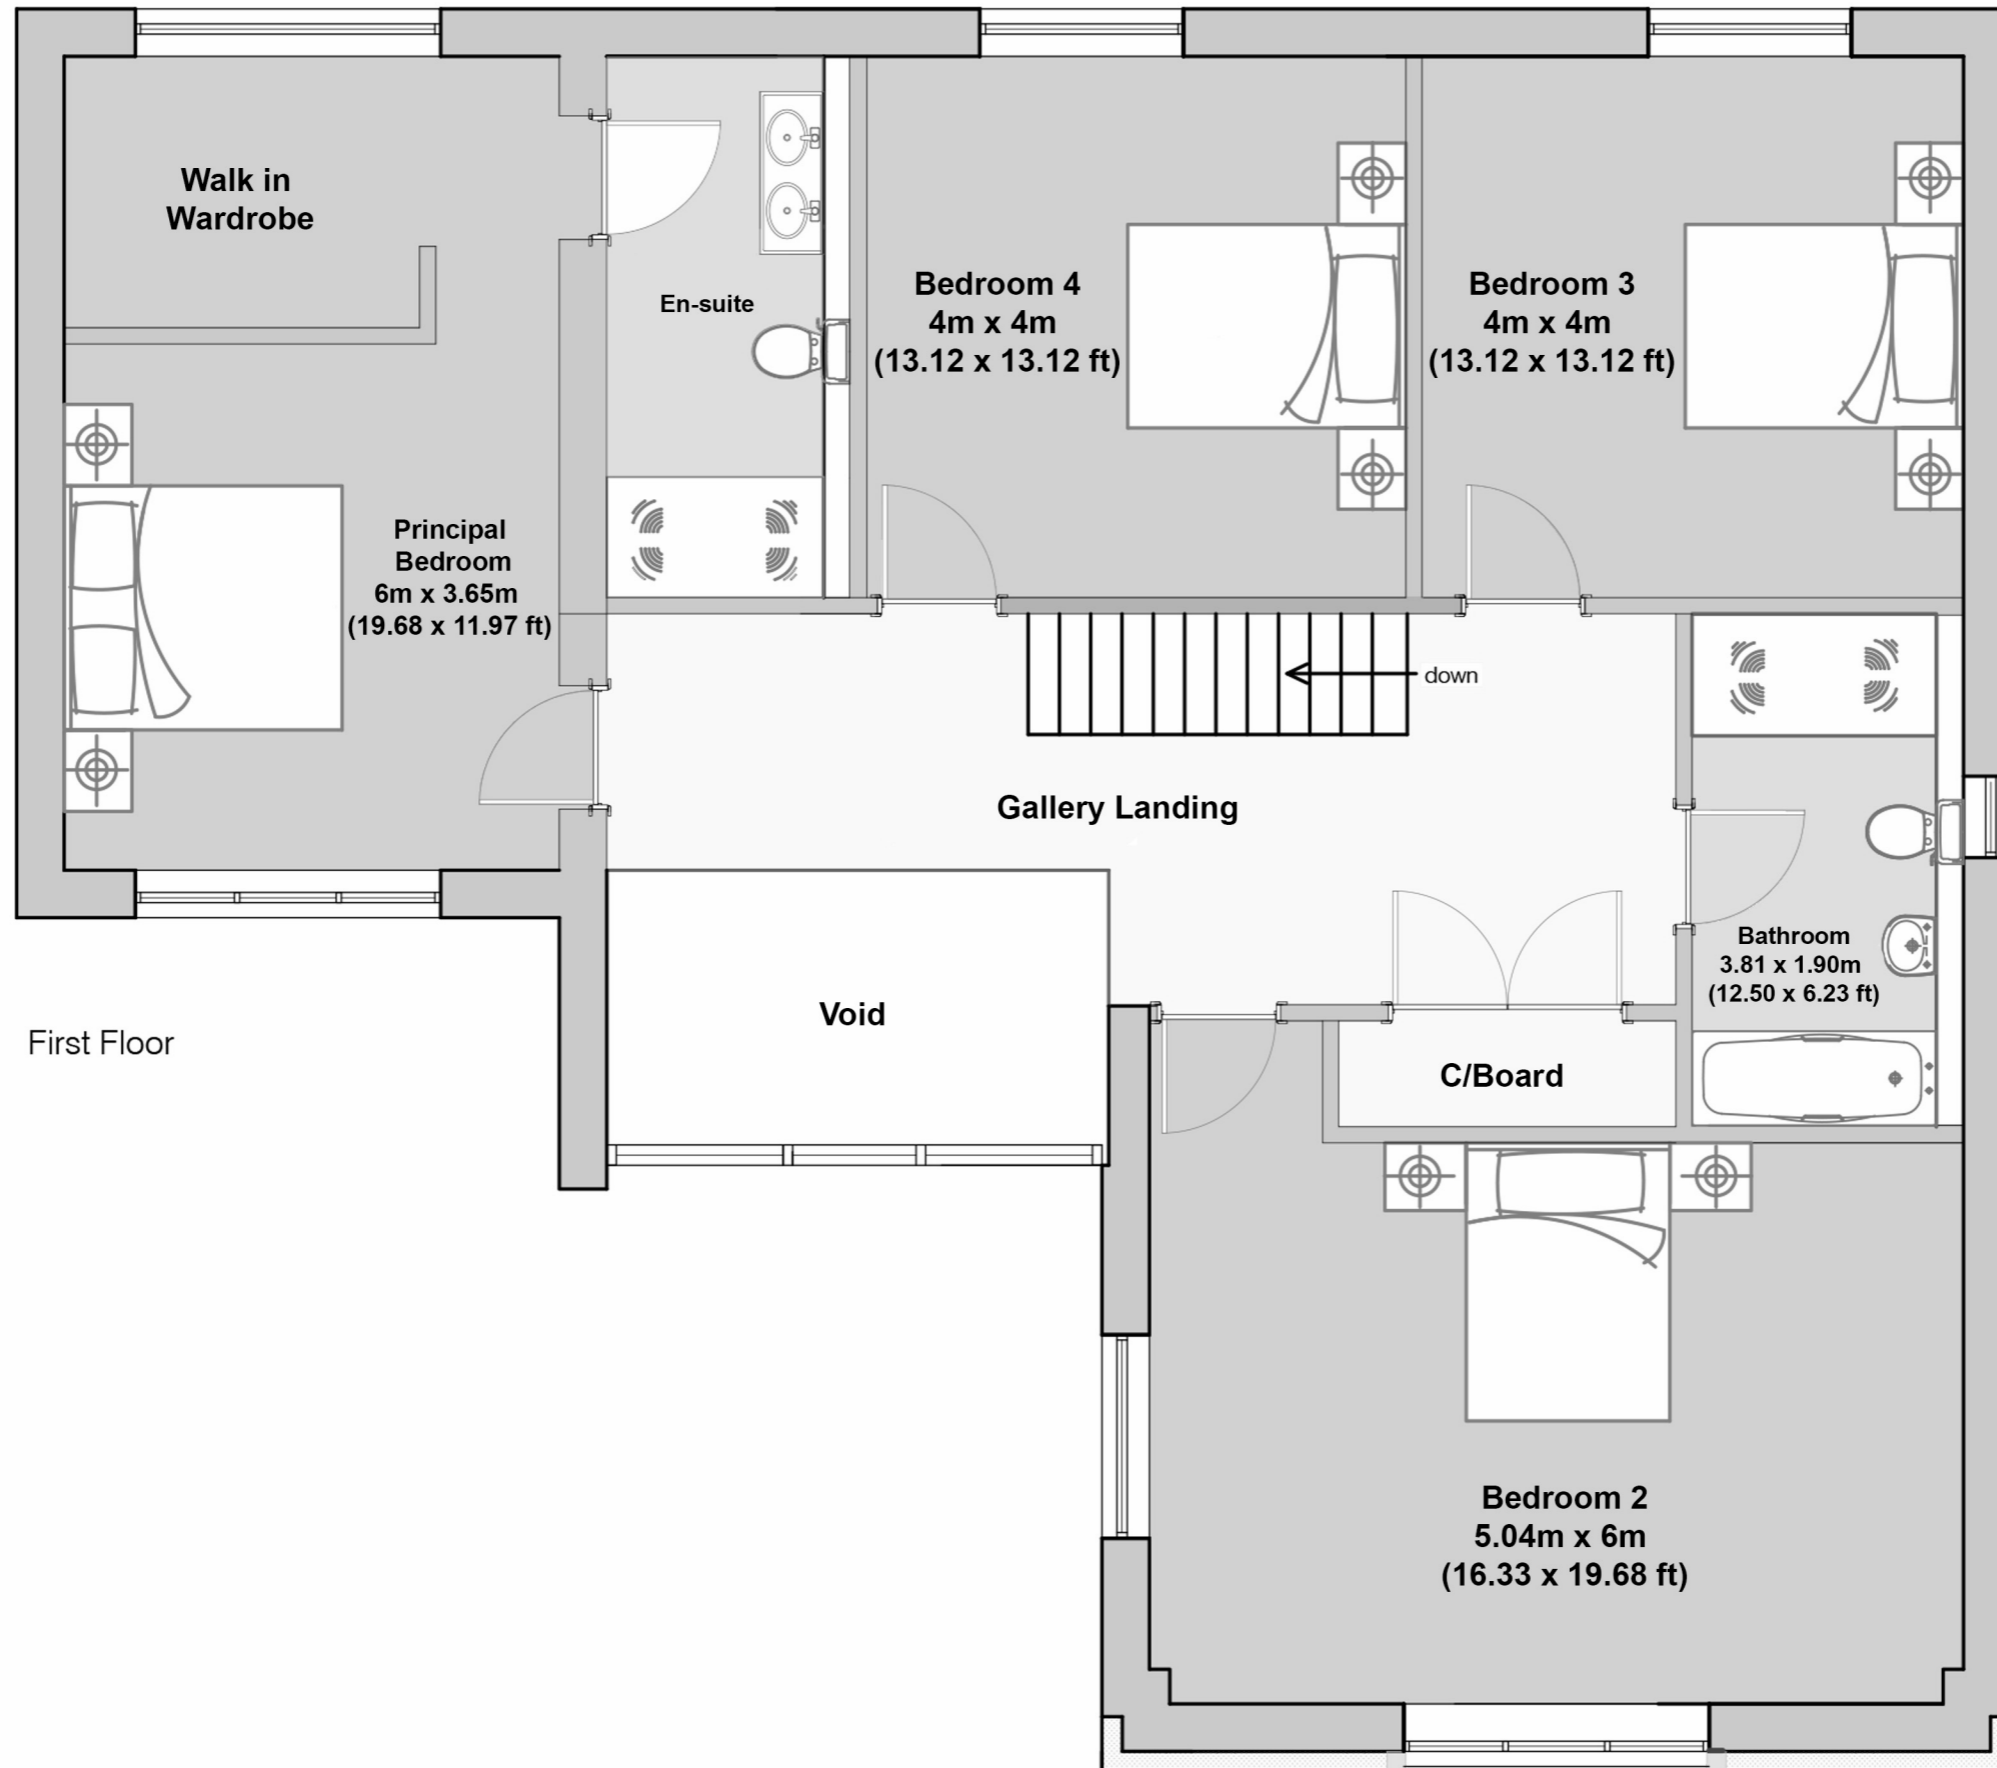 Walk in
Wardrobe
En-suite
Bedroom 4
4m x 4m
(13.12 x 13.12 ft)
Bedroom 3
4m x 4m
(13.12 x 13.12 ft)
Principal
Bedroom
6m x 3.65m
(19.68 x 11.97 ft)
down
Gallery Landing
Bathroom
3.81 x 1.90m
(12.50 x 6.23 ft)
Void
First Floor
C/Board
Bedroom 2
5.04m x 6m
(16.33 x 19.68 ft)